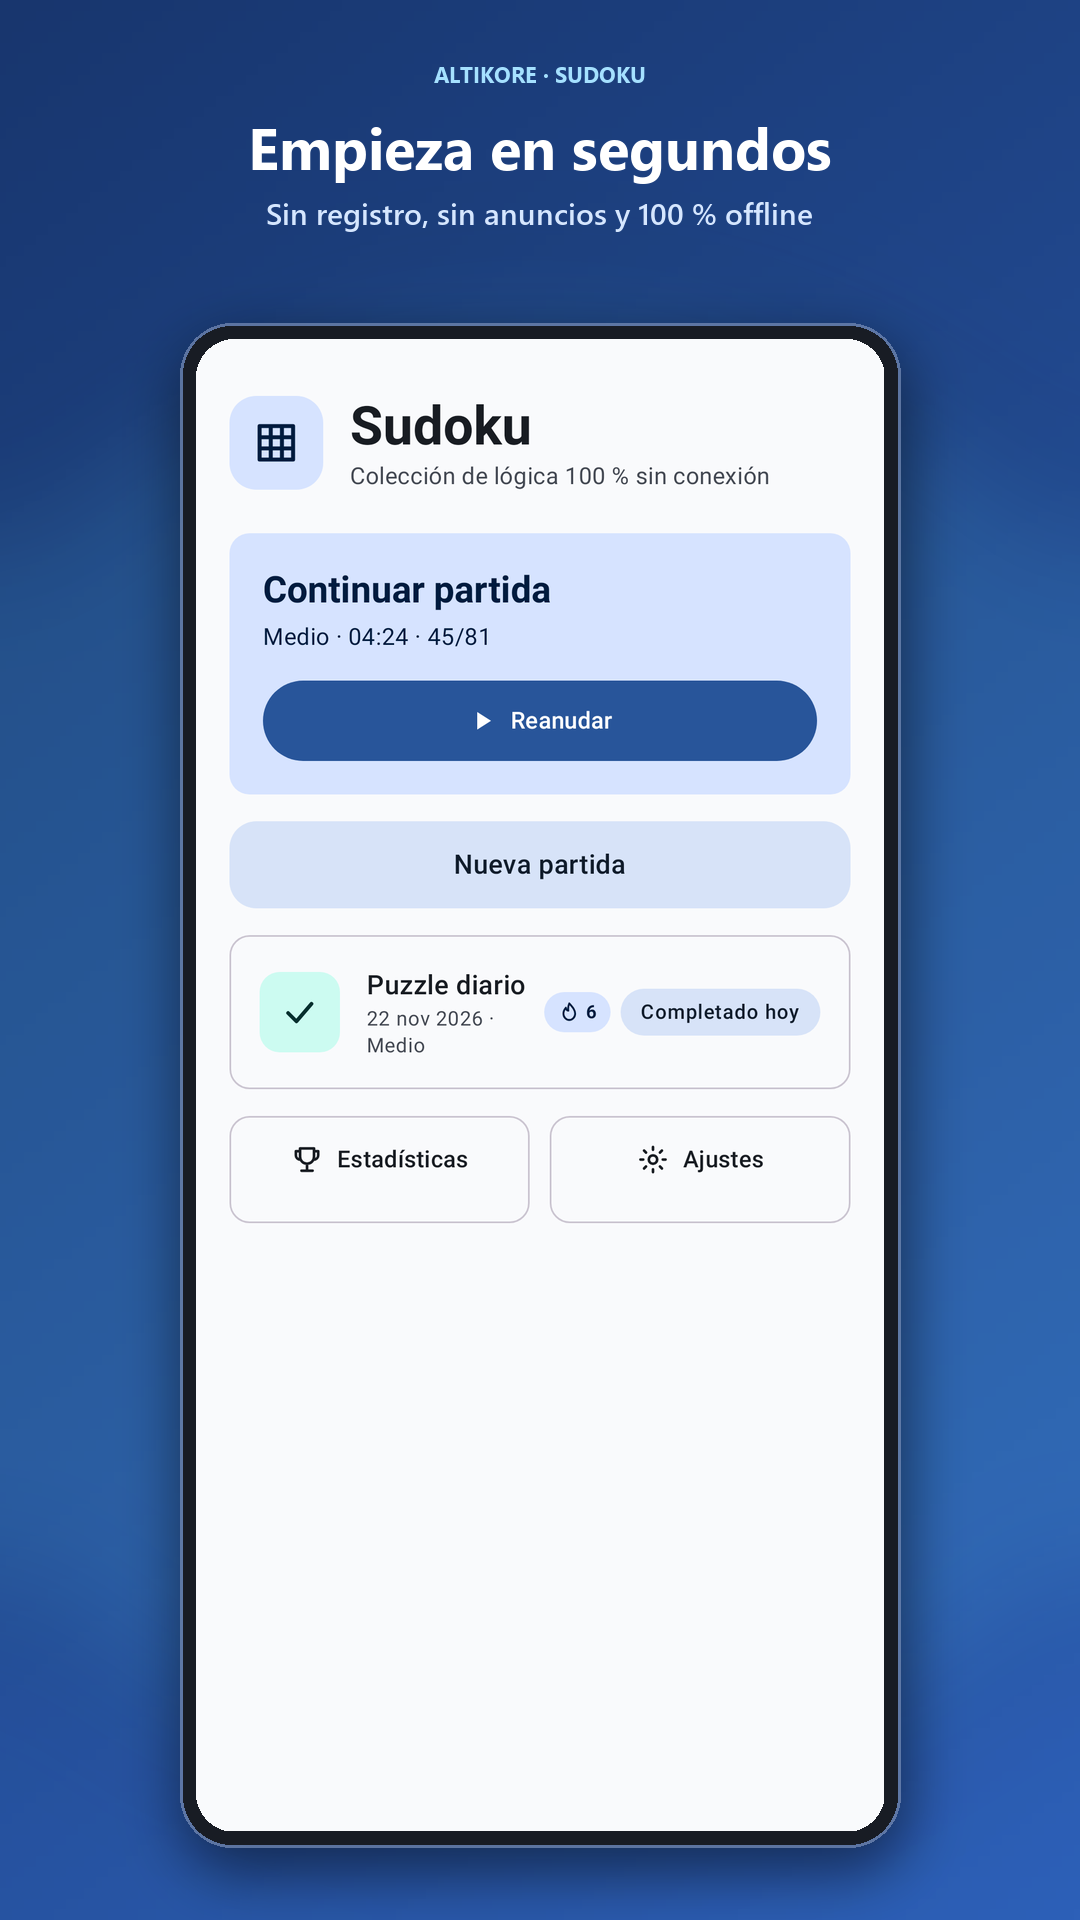 ALTIKORE · SUDOKU
Empieza en segundos
Sin registro, sin anuncios y 100 % offline
Sudoku
Colección de lógica 100 % sin conexión
Continuar partida
Medio · 04:24 · 45/81
Reanudar
Nueva partida
Puzzle diario
22 nov 2026 ·
Medio
6
Completado hoy
Estadísticas
Ajustes